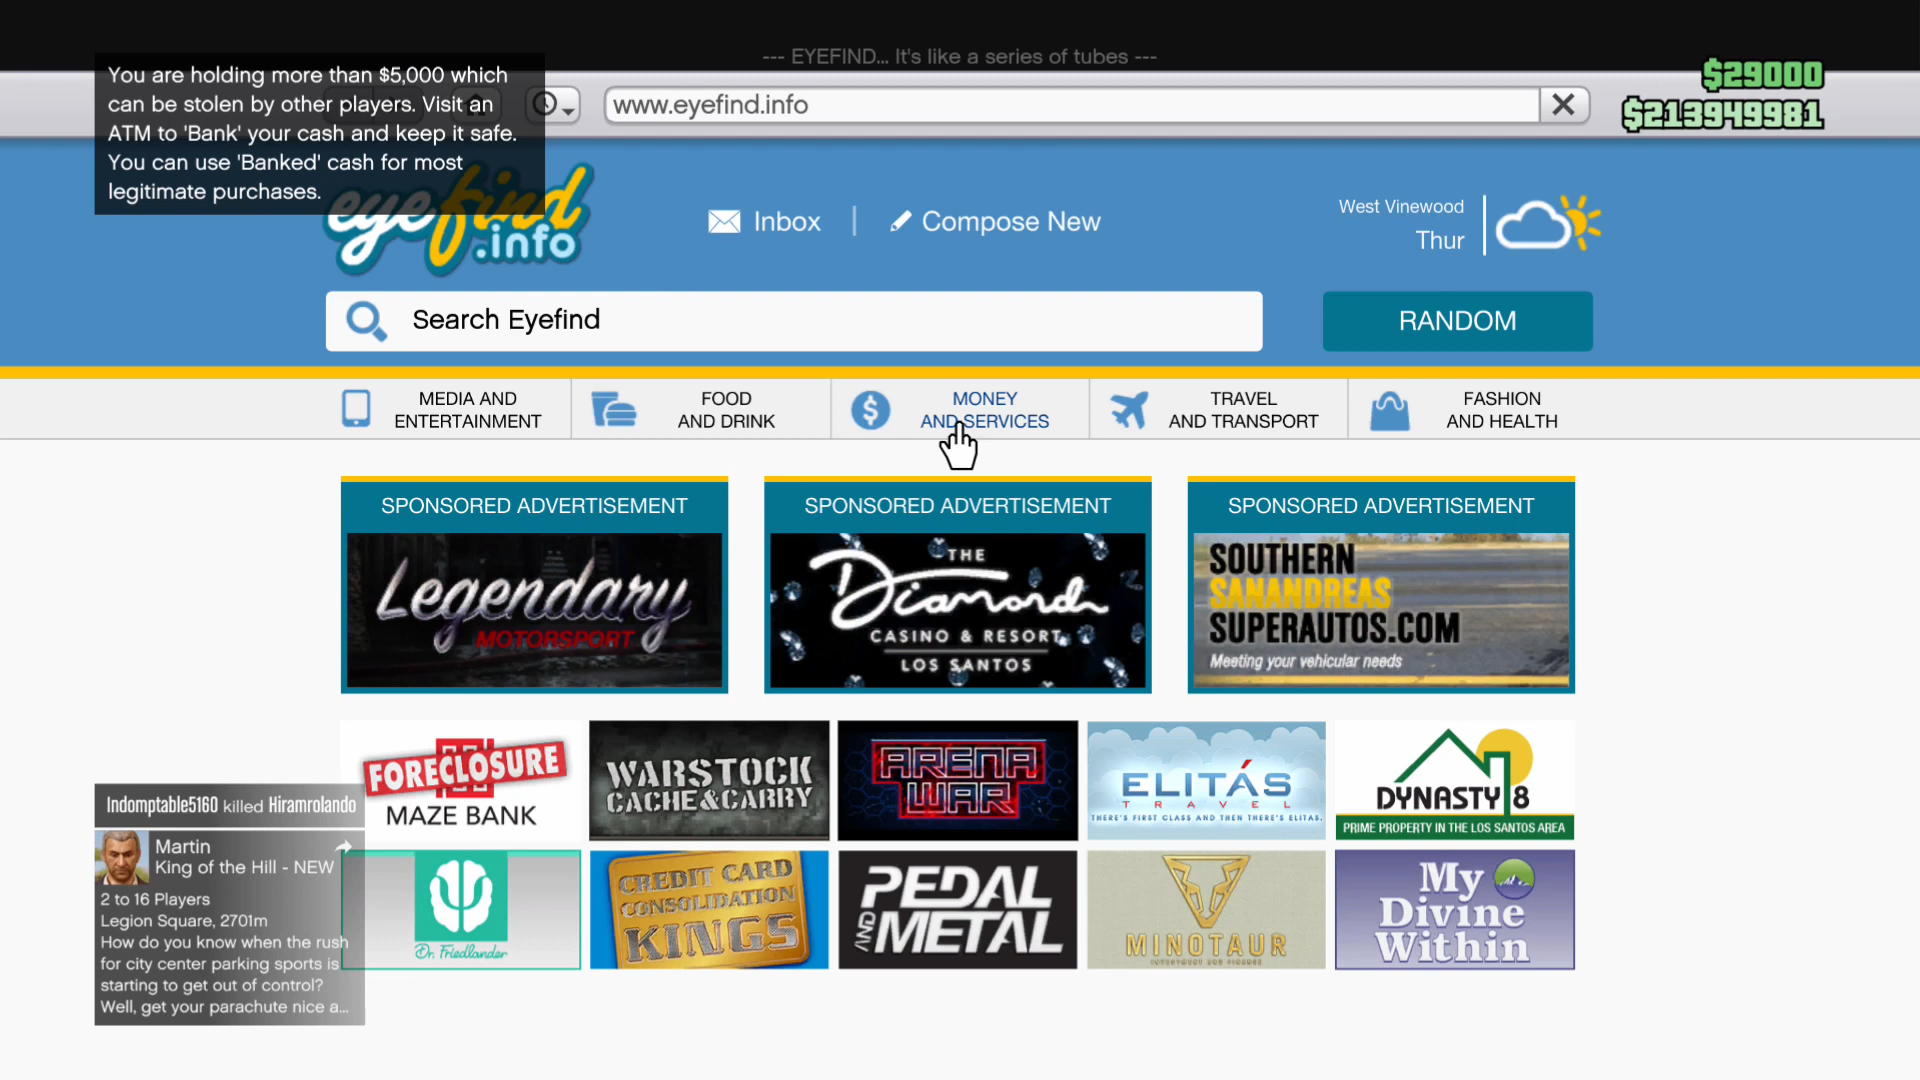 --- EYEFIND... It's like a series of tubes ---
You are holding more than $5,000 which
can be stolen by other players. Visit an
ATM to 'Bank' your cash and keep it safe.
You can use 'Banked' cash for most
legitimate purchases.
www.eyefind.info
$29000
$213949981
eyefind
.info
Inbox
Compose New
West Vinewood
Thur
Search Eyefind
RANDOM
MEDIA AND
ENTERTAINMENT
FOOD
AND DRINK
MONEY
AND SERVICES
TRAVEL
AND TRANSPORT
FASHION
AND HEALTH
SPONSORED ADVERTISEMENT
Legendary
MOTORSPORT
SPONSORED ADVERTISEMENT
THE
Diamond
CASINO & RESORT
LOS SANTOS
SPONSORED ADVERTISEMENT
SOUTHERN
SANANDREAS
SUPERAUTOS.COM
Meeting your vehicular needs
FORECLOSURE
MAZE BANK
WARSTOCK
CACHE&CARRY
ARENA
WAR
ELITÁS
TRAVEL
THERE'S FIRST CLASS AND THEN THERE'S ELITAS.
DYNASTY 8
PRIME PROPERTY IN THE LOS SANTOS AREA
Dr. Friedlander
CREDIT CARD
CONSOLIDATION
KINGS
PEDAL
AND METAL
MINOTAUR
INVESTMENT AND FINANCE
My
Divine
Within
Indomptable5160 killed Hiramrolando
Martin
King of the Hill - NEW
2 to 16 Players
Legion Square, 2701m
How do you know when the rush
for city center parking sports is
starting to get out of control?
Well, get your parachute nice a...